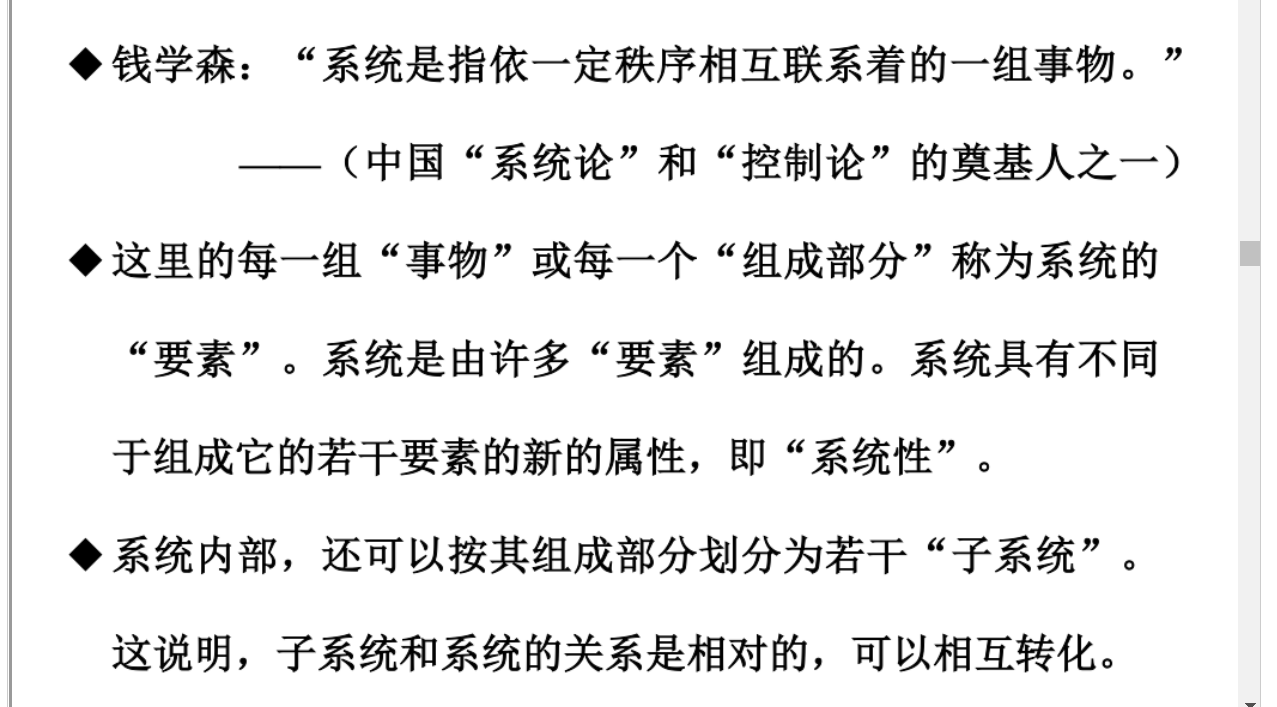 ◆ 钱学森：“系统是指依一定秩序相互联系着的一组事物。”
——（中国“系统论”和“控制论”的奠基人之一）
◆ 这里的每一组“事物”或每一个“组成部分”称为系统的
“要素”。系统是由许多“要素”组成的。系统具有不同
于组成它的若干要素的新的属性，即“系统性”。
◆ 系统内部，还可以按其组成部分划分为若干“子系统”。
这说明，子系统和系统的关系是相对的，可以相互转化。